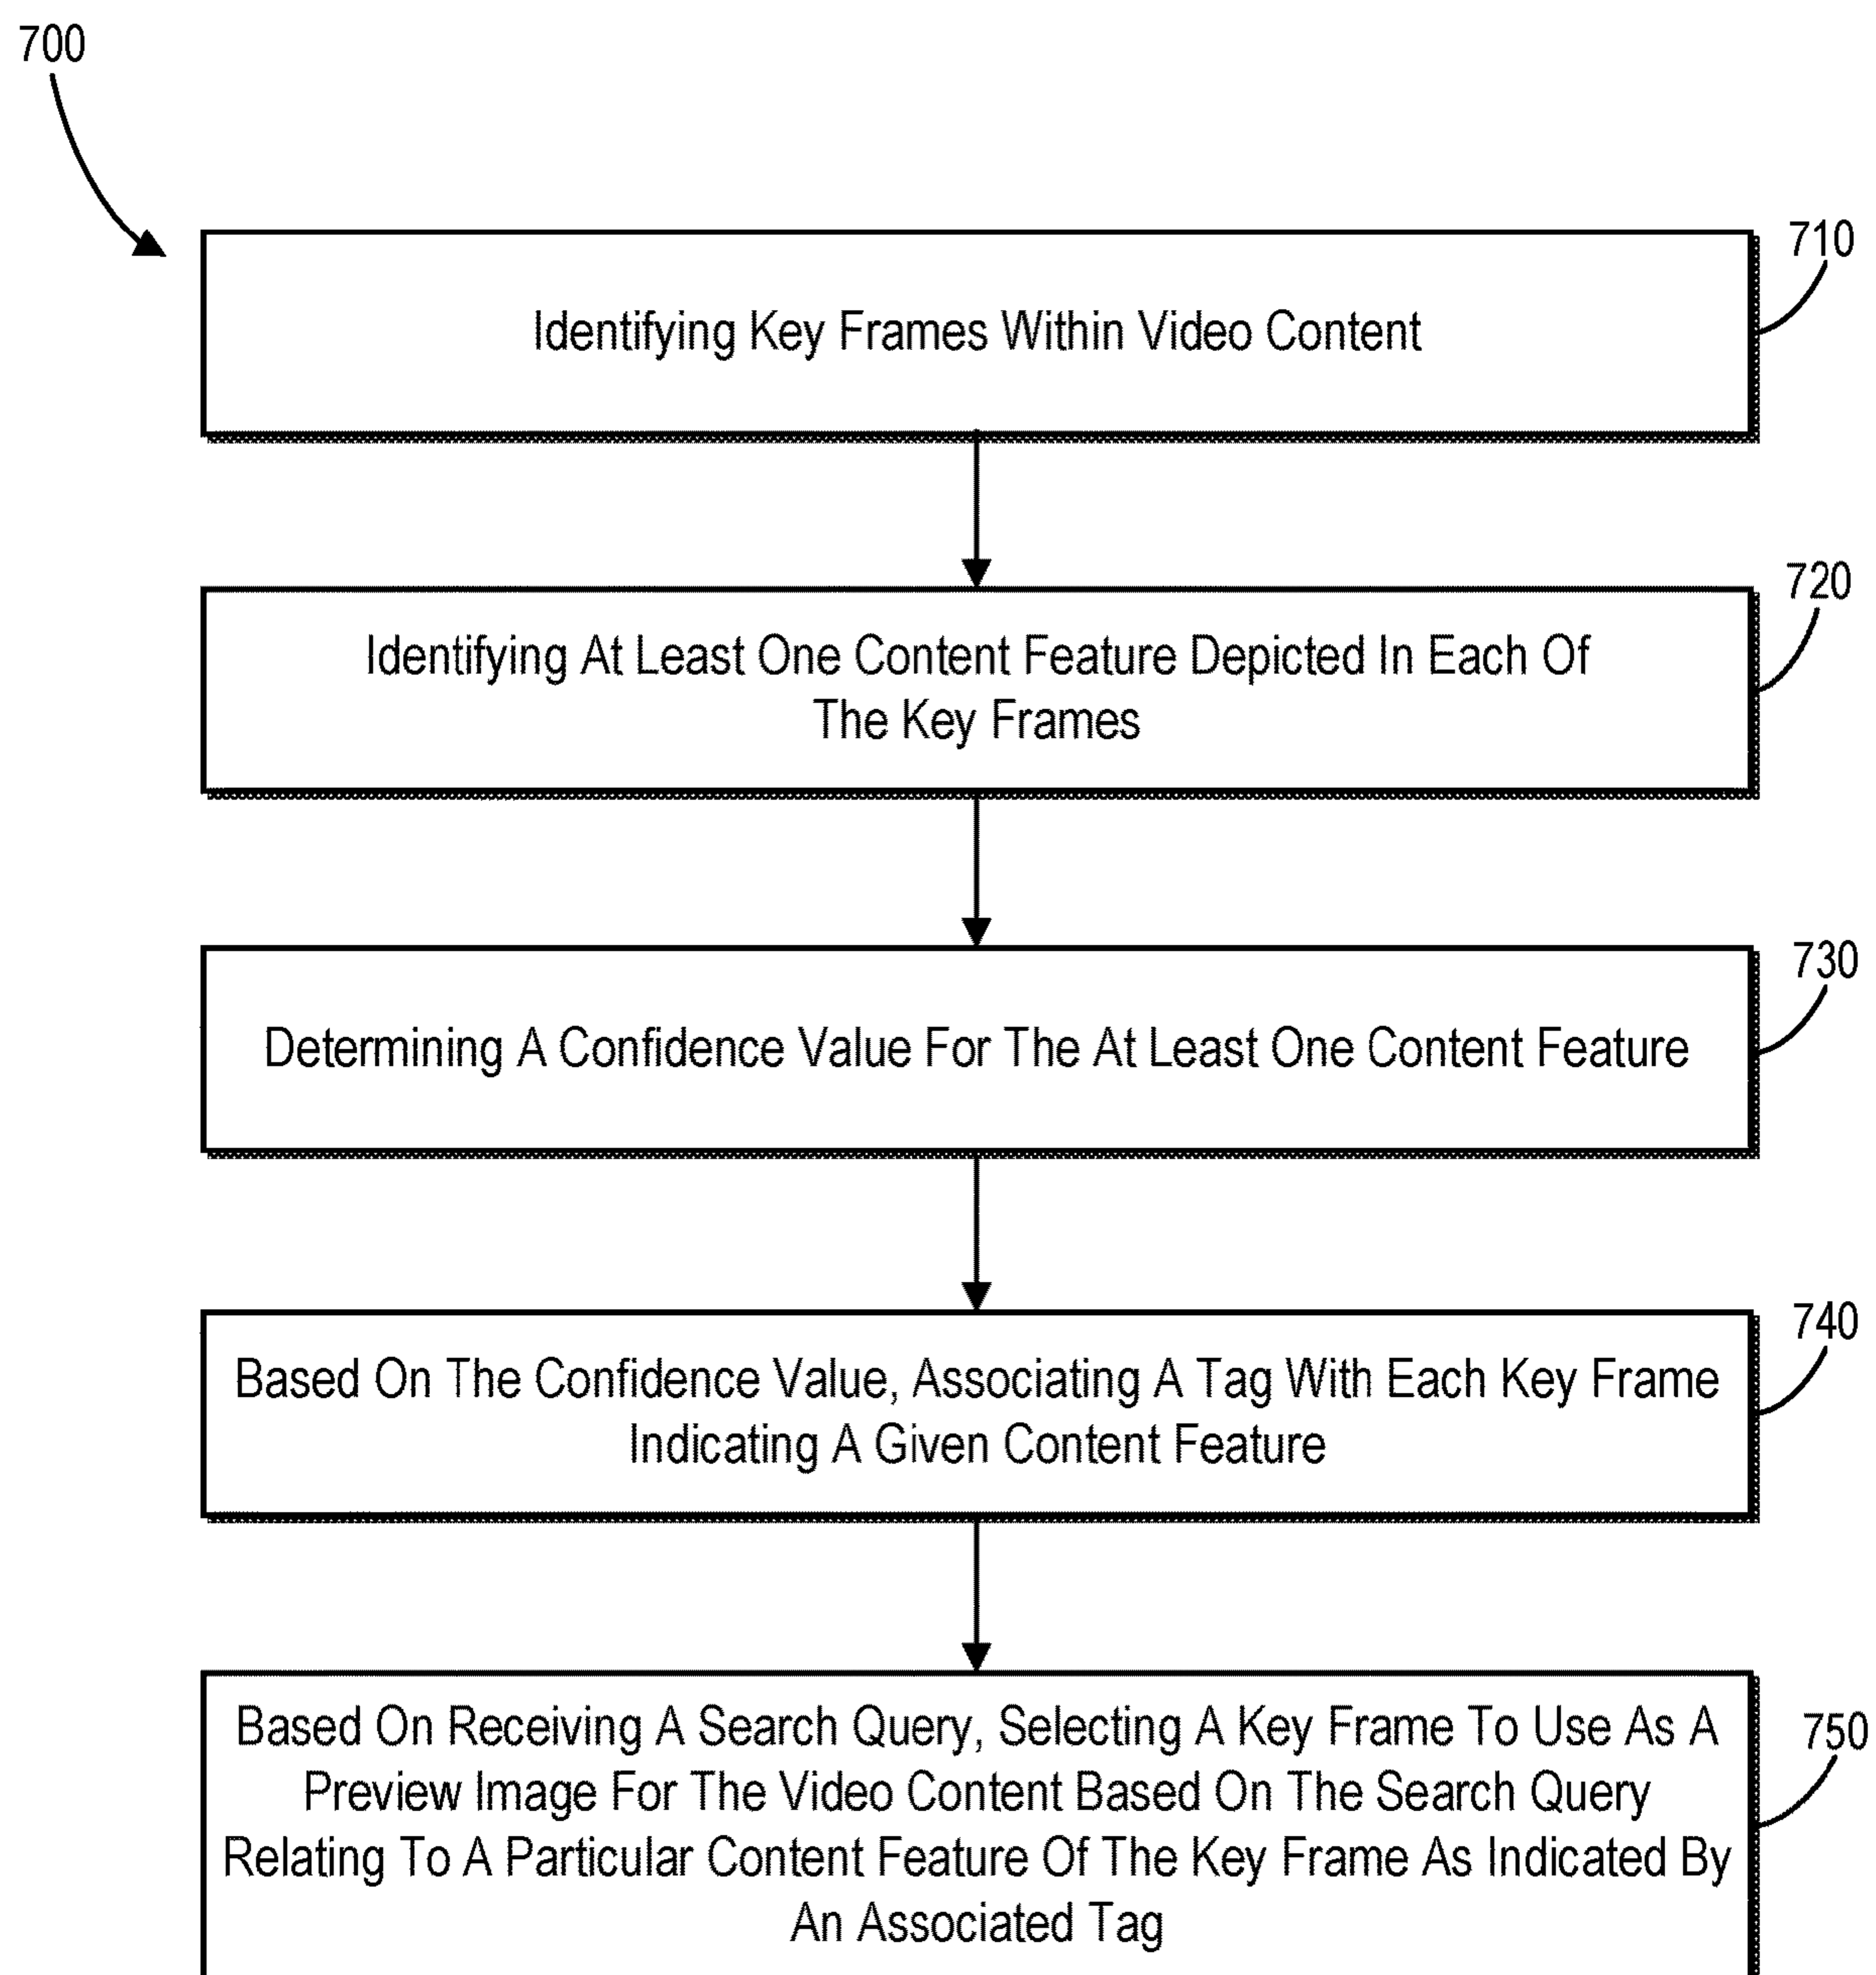 700
710
Identifying Key Frames Within Video Content
720
Identifying At Least One Content Feature Depicted In Each Of
The Key Frames
730
Determining A Confidence Value For The At Least One Content Feature
740
Based On The Confidence Value, Associating A Tag With Each Key Frame
Indicating A Given Content Feature
750
Based On Receiving A Search Query, Selecting A Key Frame To Use As A
Preview Image For The Video Content Based On The Search Query
Relating To A Particular Content Feature Of The Key Frame As Indicated By
An Associated Tag